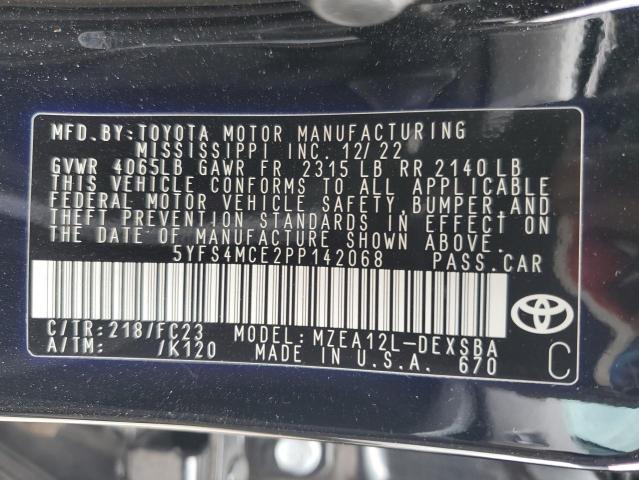 MFD. BY: TOYOTA MOTOR MANUFACTURING
MISSISSIPPI INC. 12/22
GVWR 4065LB GAWR FR 2315 LB RR 2140 LB
THIS VEHICLE CONFORMS TO ALL APPLICABLE
FEDERAL MOTOR VEHICLE SAFETY, BUMPER, AND
THEFT PREVENTION STANDARDS IN EFFECT ON
THE DATE OF MANUFACTURE SHOWN ABOVE.
5YFS4MCE2PP142068 PASS. CAR
C/TR: 218/FC23 MODEL: MZEA12L-DEXSBA
A/TM: /K120 MADE IN U.S.A. 670
C